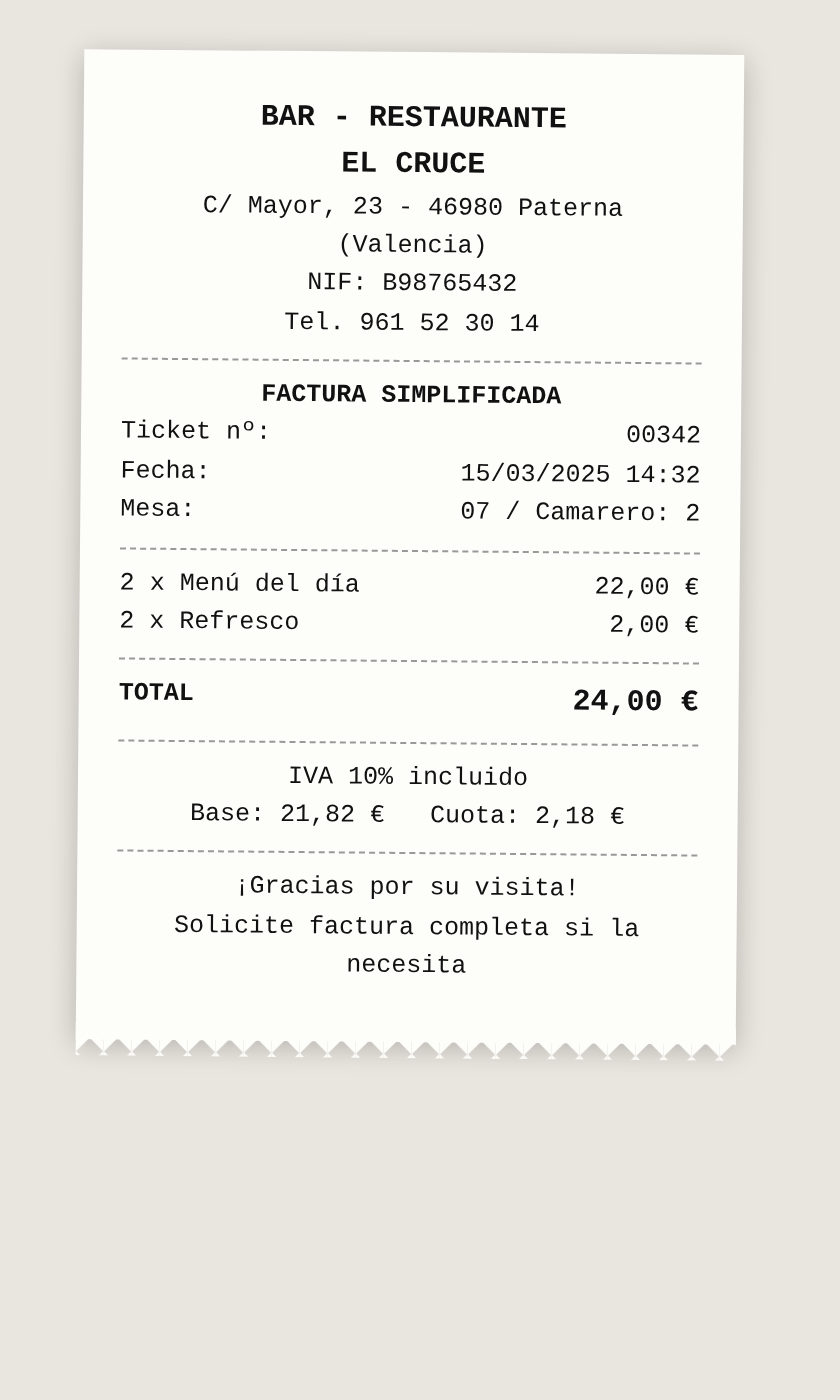 BAR - RESTAURANTE
EL CRUCE
C/ Mayor, 23 - 46980 Paterna
(Valencia)
NIF: B98765432
Tel. 961 52 30 14
FACTURA SIMPLIFICADA
Ticket nº: 00342
Fecha: 15/03/2025 14:32
Mesa: 07 / Camarero: 2
2 x Menú del día 22,00 €
2 x Refresco 2,00 €
TOTAL 24,00 €
IVA 10% incluido
Base: 21,82 € Cuota: 2,18 €
¡Gracias por su visita!
Solicite factura completa si la
necesita